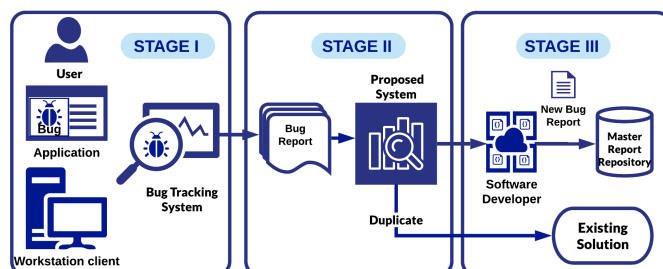 STAGE I
User
Bug
Application
Workstation client
Bug Tracking
System
STAGE II
Bug
Report
Proposed
System
Duplicate
STAGE III
New Bug
Report
Software
Developer
Master
Report
Repository
Existing
Solution